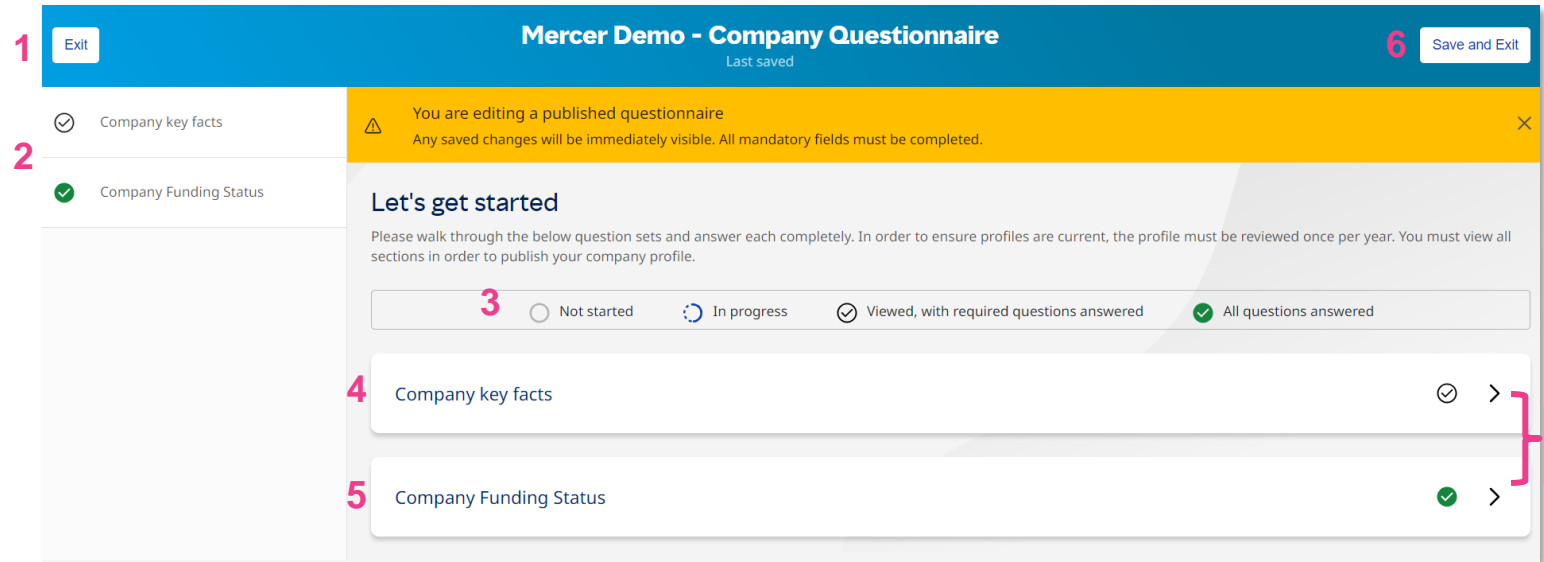 1
Exit
Mercer Demo - Company Questionnaire
Last saved
6
Save and Exit
2
Company key facts
Company Funding Status
You are editing a published questionnaire
Any saved changes will be immediately visible. All mandatory fields must be completed.
Let's get started
Please walk through the below question sets and answer each completely. In order to ensure profiles are current, the profile must be reviewed once per year. You must view all
sections in order to publish your company profile.
3
Not started
In progress
Viewed, with required questions answered
All questions answered
4
Company key facts
5
Company Funding Status